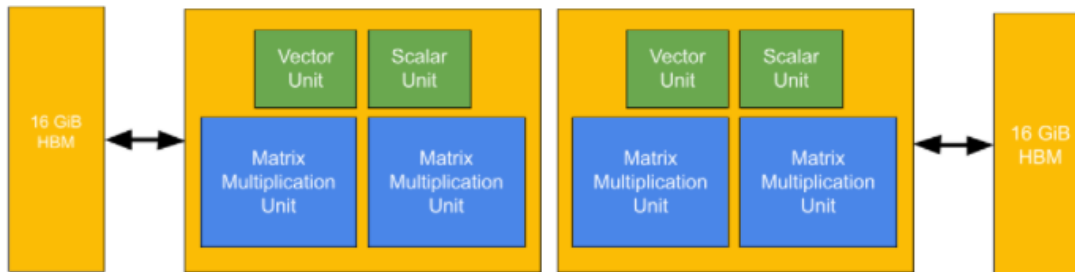 16 GiB
HBM
Vector
Unit
Scalar
Unit
Matrix
Multiplication
Unit
Matrix
Multiplication
Unit
Vector
Unit
Scalar
Unit
Matrix
Multiplication
Unit
Matrix
Multiplication
Unit
16 GiB
HBM